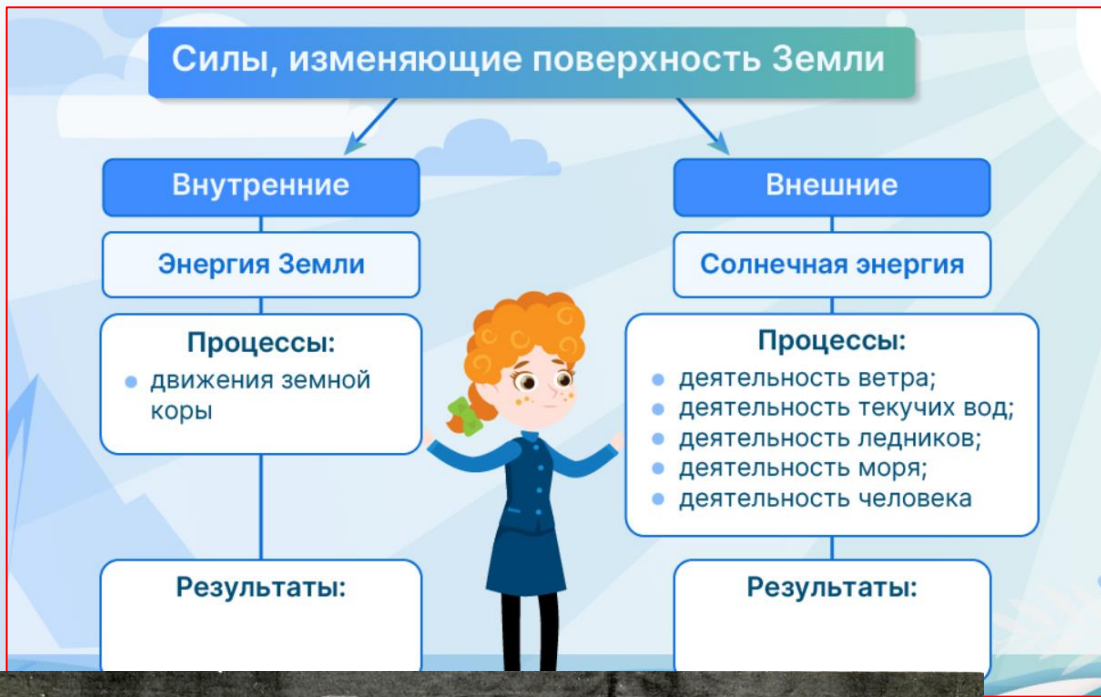 Силы, изменяющие поверхность Земли
Внутренние
Энергия Земли
Процессы:
• движения земной
коры
Результаты:
Внешние
Солнечная энергия
Процессы:
• деятельность ветра;
• деятельность текучих вод;
• деятельность ледников;
• деятельность моря;
• деятельность человека
Результаты: